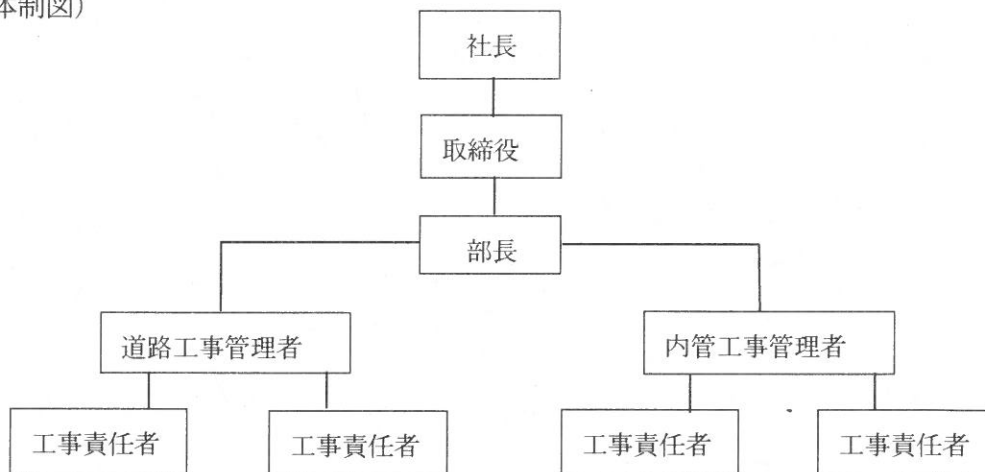 体制図)
社長
取締役
部長
道路工事管理者
内管工事管理者
工事責任者
工事責任者
工事責任者
工事責任者